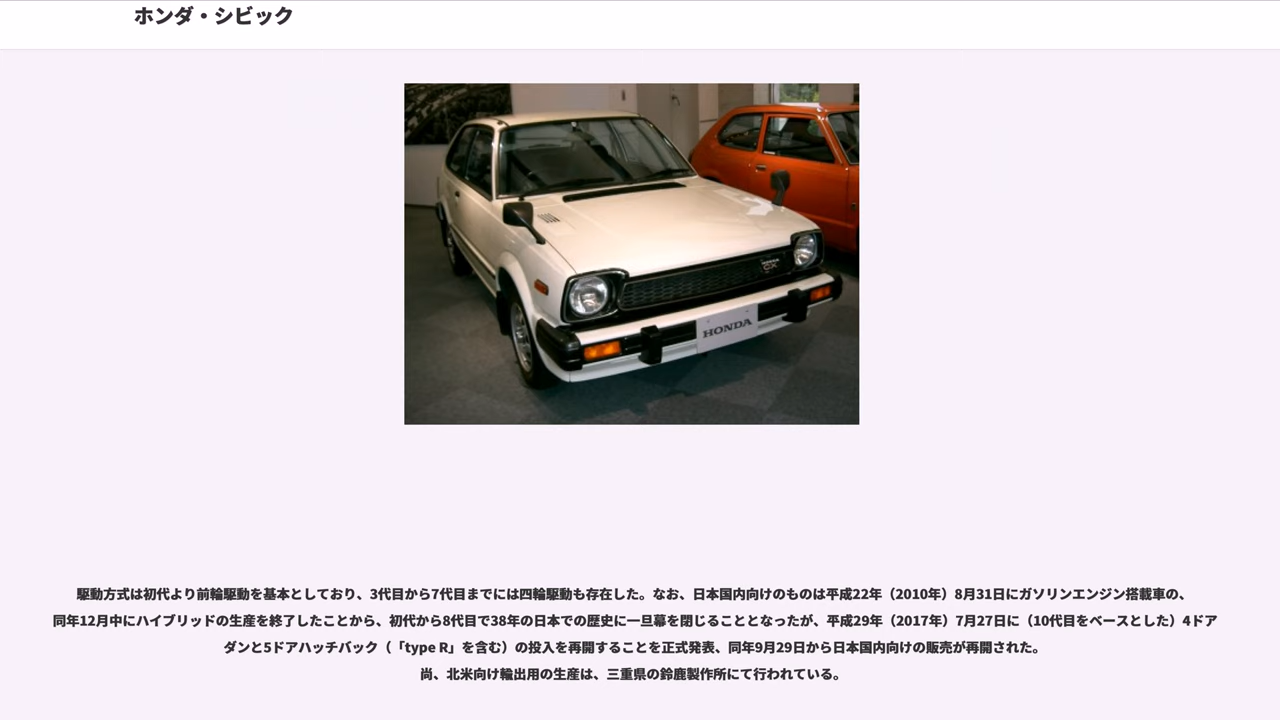 ホンダ・シビック
CX
HONDA
駆動方式は初代より前輪駆動を基本としており、3代目から7代目までには四輪駆動も存在した。なお、日本国内向けのものは平成22年（2010年）8月31日にガソリンエンジン搭載車の、
同年12月中にハイブリッドの生産を終了したことから、初代から8代目で38年の日本での歴史に一旦幕を閉じることとなったが、平成29年（2017年）7月27日に（10代目をベースとした）4ドア
ダンと5ドアハッチバック（「type R」を含む）の投入を再開することを正式発表、同年9月29日から日本国内向けの販売が再開された。
尚、北米向け輸出用の生産は、三重県の鈴鹿製作所にて行われている。